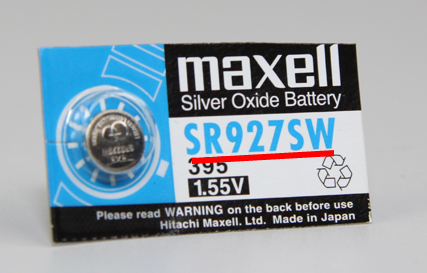 maxell
Silver Oxide Battery
SR927SW
395
1.55V
Please read WARNING on the back before use
Hitachi Maxell. Ltd. Made in Japan